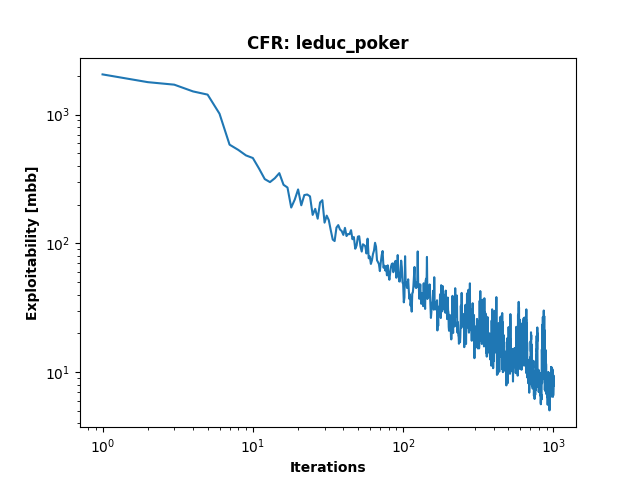 CFR: leduc_poker
Exploitability [mbb]
10³
10²
10¹
10⁰ 10¹ 10² 10³
Iterations